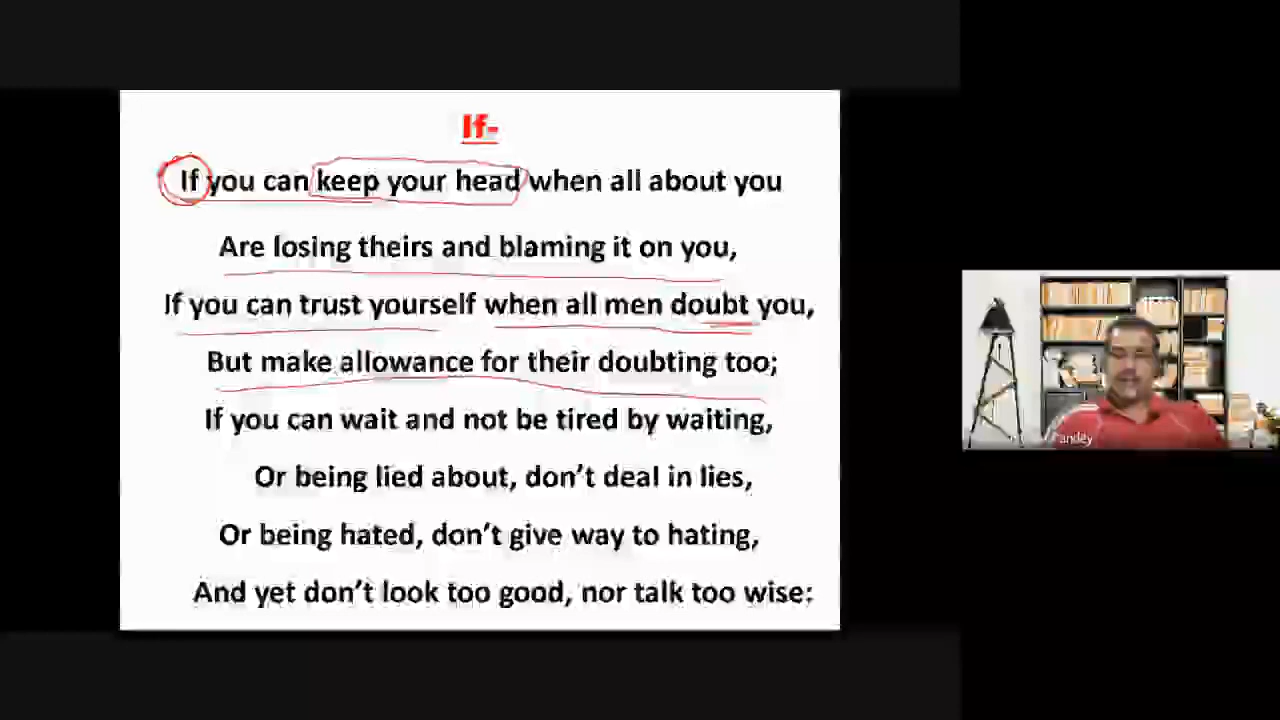 If-
If you can keep your head when all about you
Are losing theirs and blaming it on you,
If you can trust yourself when all men doubt you,
But make allowance for their doubting too;
If you can wait and not be tired by waiting,
Or being lied about, don't deal in lies,
Or being hated, don't give way to hating,
And yet don't look too good, nor talk too wise: